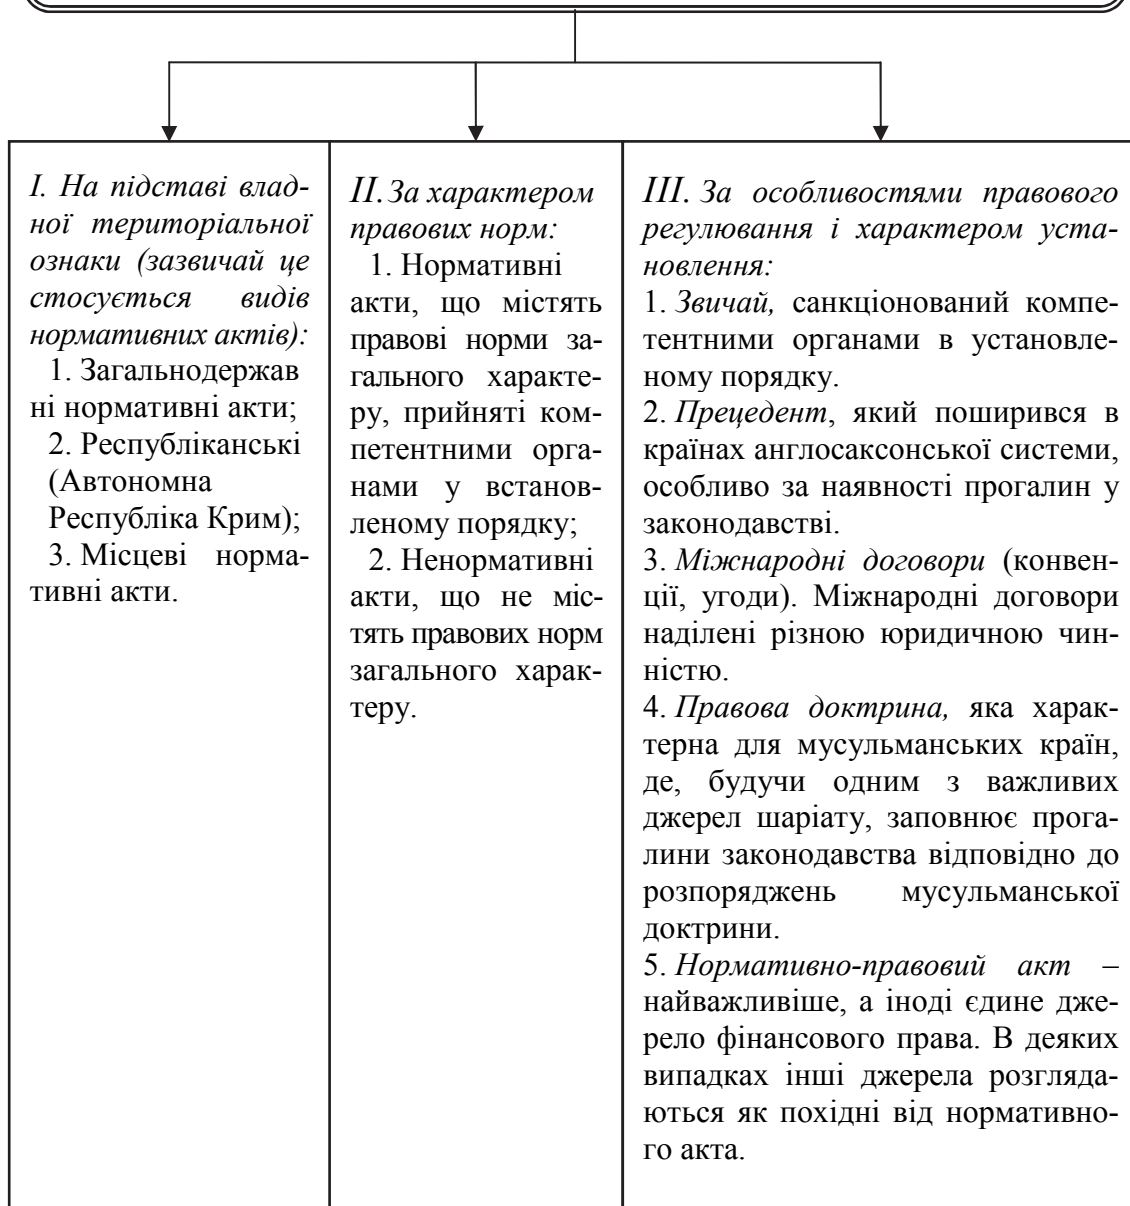 I. На підставі влад-
ної територіальної
ознаки (зазвичай це
стосується видів
нормативних актів):
1. Загальнодержав
ні нормативні акти;
2. Республіканські
(Автономна
Республіка Крим);
3. Місцеві норма-
тивні акти.
II. За характером
правових норм:
1. Нормативні
акти, що містять
правові норми за-
гального характе-
ру, прийняті ком-
петентними орга-
нами у встанов-
леному порядку;
2. Ненормативні
акти, що не міс-
тять правових норм
загального харак-
теру.
III. За особливостями правового
регулювання і характером уста-
новлення:
1. Звичай, санкціонований компе-
тентними органами в установле-
ному порядку.
2. Прецедент, який поширився в
країнах англосаксонської системи,
особливо за наявності прогалин у
законодавстві.
3. Міжнародні договори (конвен-
ції, угоди). Міжнародні договори
наділені різною юридичною чин-
ністю.
4. Правова доктрина, яка харак-
терна для мусульманських країн,
де, будучи одним з важливих
джерел шаріату, заповнює прога-
лини законодавства відповідно до
розпоряджень мусульманської
доктрини.
5. Нормативно-правовий акт –
найважливіше, а іноді єдине дже-
рело фінансового права. В деяких
випадках інші джерела розгляда-
ються як похідні від нормативно-
го акта.